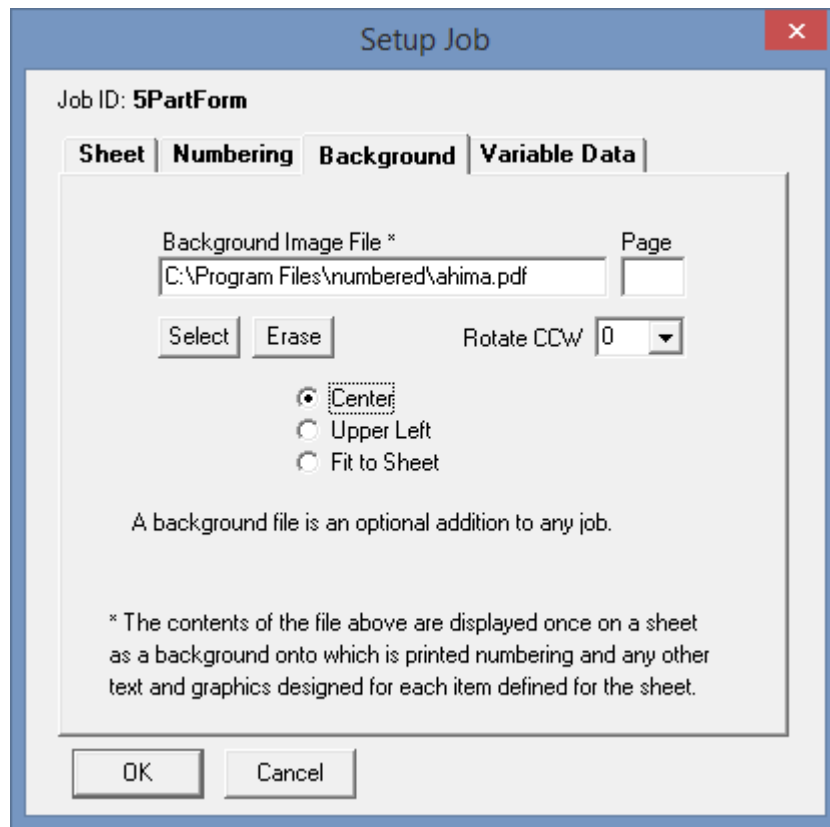 Setup Job
Job ID: 5PartForm
Sheet Numbering Background Variable Data
Background Image File * Page
C:\Program Files\numbered\ahima.pdf
Select Erase Rotate CCW 0
Center
Upper Left
Fit to Sheet
A background file is an optional addition to any job.
* The contents of the file above are displayed once on a sheet
as a background onto which is printed numbering and any other
text and graphics designed for each item defined for the sheet.
OK Cancel